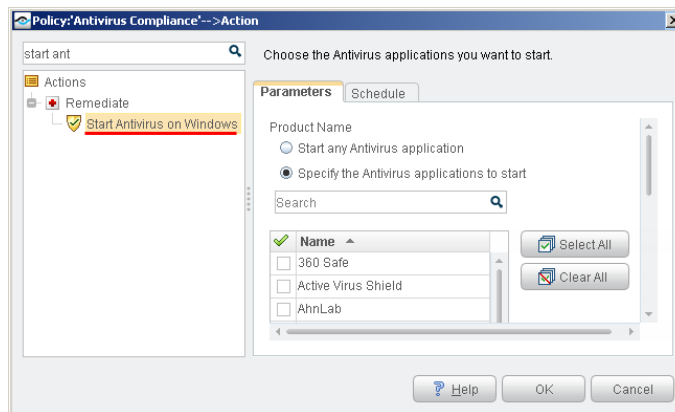 Policy:'Antivirus Compliance'-->Action
start ant
Actions
Remediate
Start Antivirus on Windows
Choose the Antivirus applications you want to start.
Parameters
Schedule
Product Name
Start any Antivirus application
Specify the Antivirus applications to start
Search
Name
360 Safe
Active Virus Shield
AhnLab
Select All
Clear All
Help
OK
Cancel